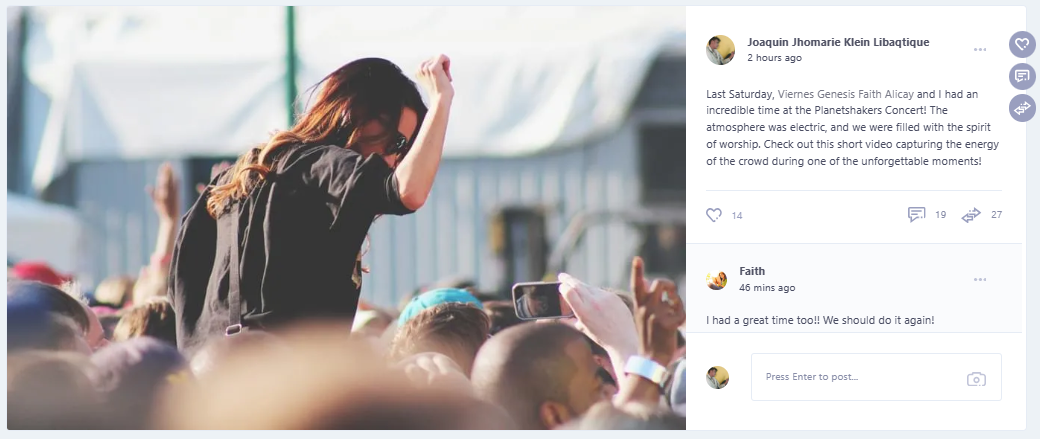 Joaquin Jhomarie Klein Libaqtique
2 hours ago
Last Saturday, Viernes Genesis Faith Alicay and I had an
incredible time at the Planetshakers Concert! The
atmosphere was electric, and we were filled with the spirit
of worship. Check out this short video capturing the energy
of the crowd during one of the unforgettable moments!
14
19
27
Faith
46 mins ago
I had a great time too!! We should do it again!
Press Enter to post...